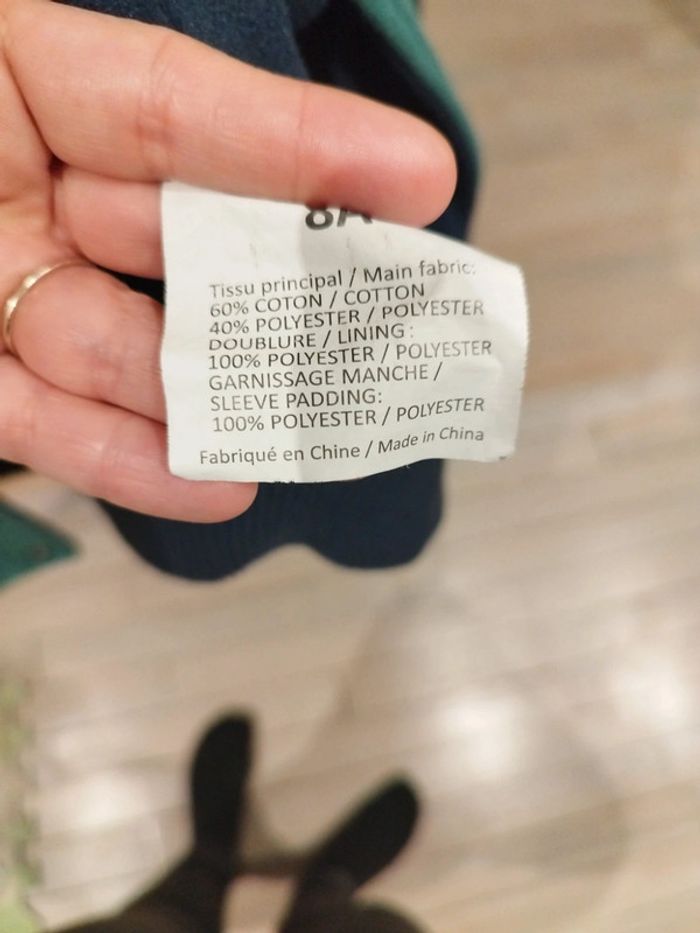 8A
Tissu principal / Main fabric:
60% COTON / COTTON
40% POLYESTER / POLYESTER
DOUBLURE / LINING :
100% POLYESTER / POLYESTER
GARNISSAGE MANCHE /
SLEEVE PADDING:
100% POLYESTER / POLYESTER
Fabriqué en Chine / Made in China